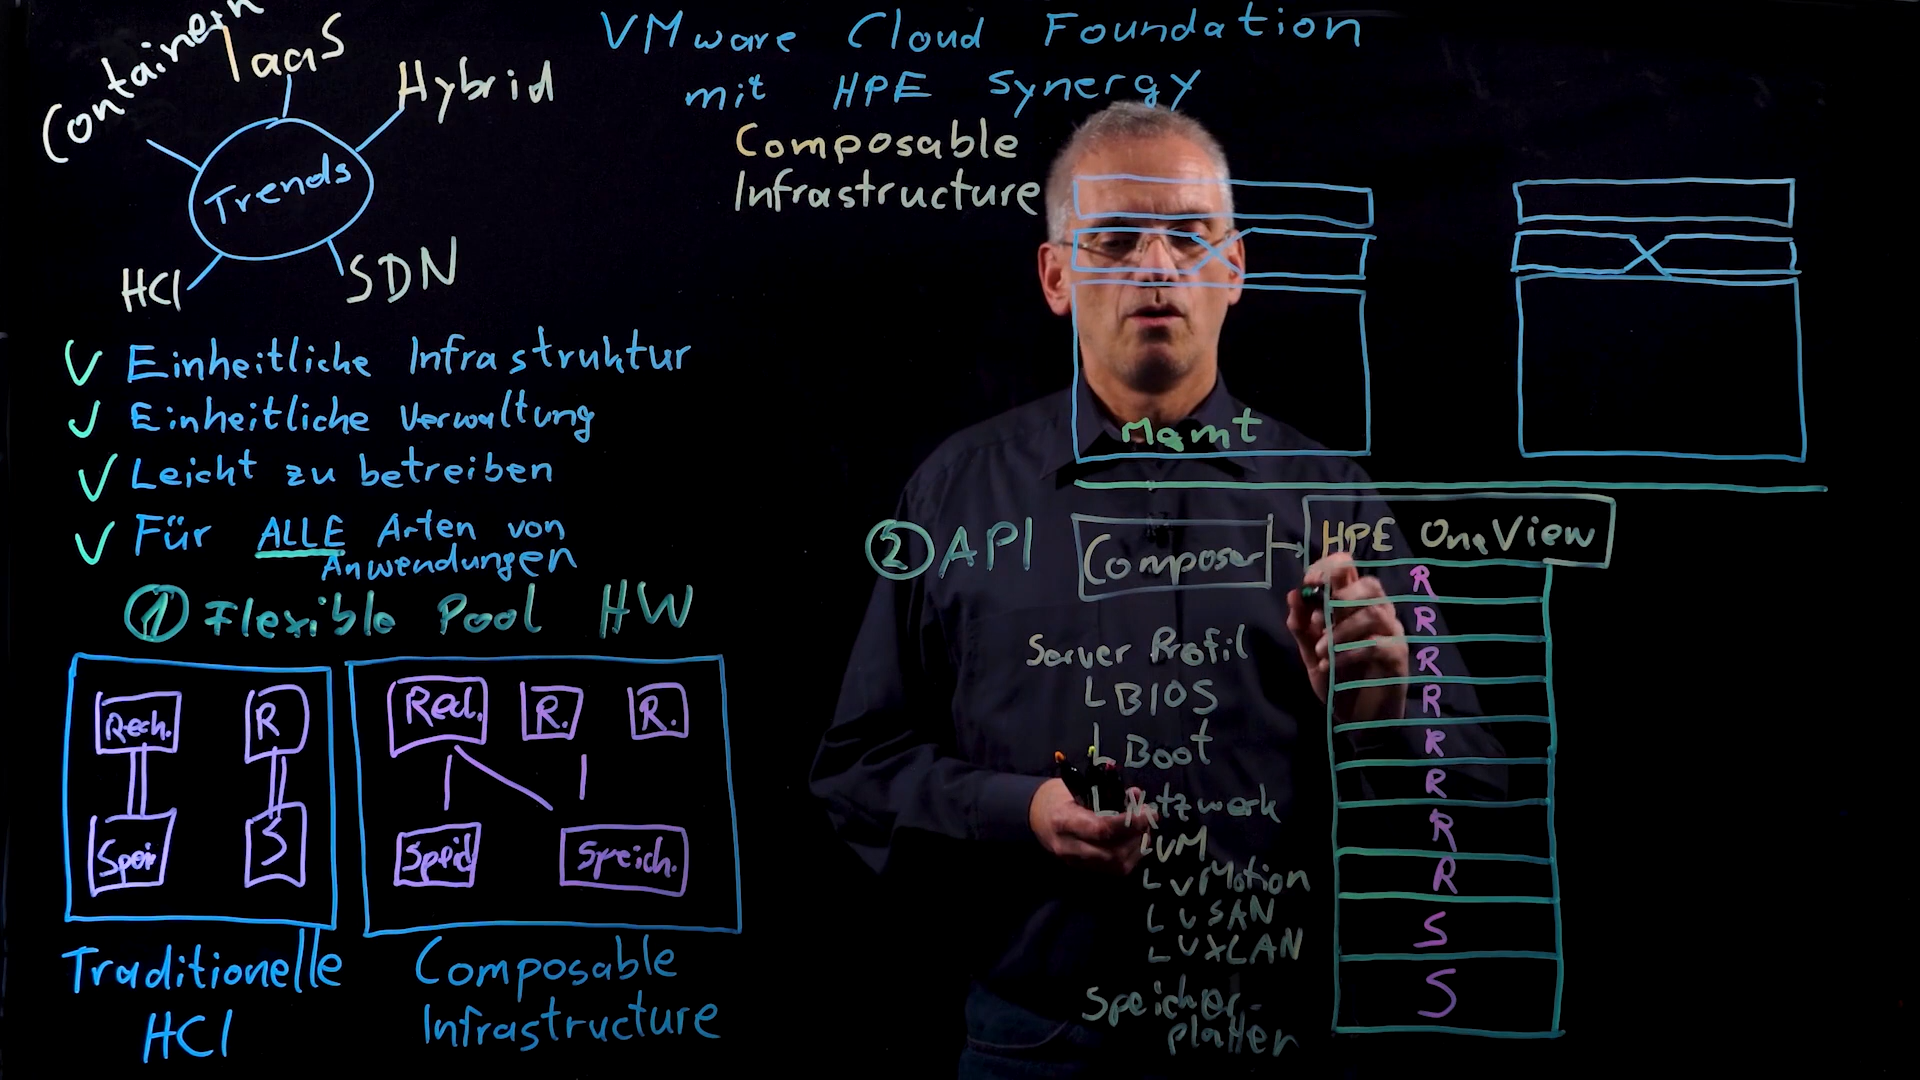 VMware Cloud Foundation
mit HPE Synergy
Composable
Infrastructure
Container
IaaS
Hybrid
Trends
HCI
SDN
Einheitliche Infrastruktur
Einheitliche Verwaltung
Leicht zu betreiben
Für ALLE Arten von
Anwendungen
1 Flexible Pool HW
Rech.
R
Spei
S
Rech.
R.
R.
Speich
Speich.
Traditionelle
HCI
Composable
Infrastructure
Mgmt
2 API
Composer
HPE OneView
Server Profil
BIOS
Boot
Netzwerk
VM
vMotion
vSAN
VXLAN
Speicher-
platten
R
R
R
R
R
R
R
R
S
S